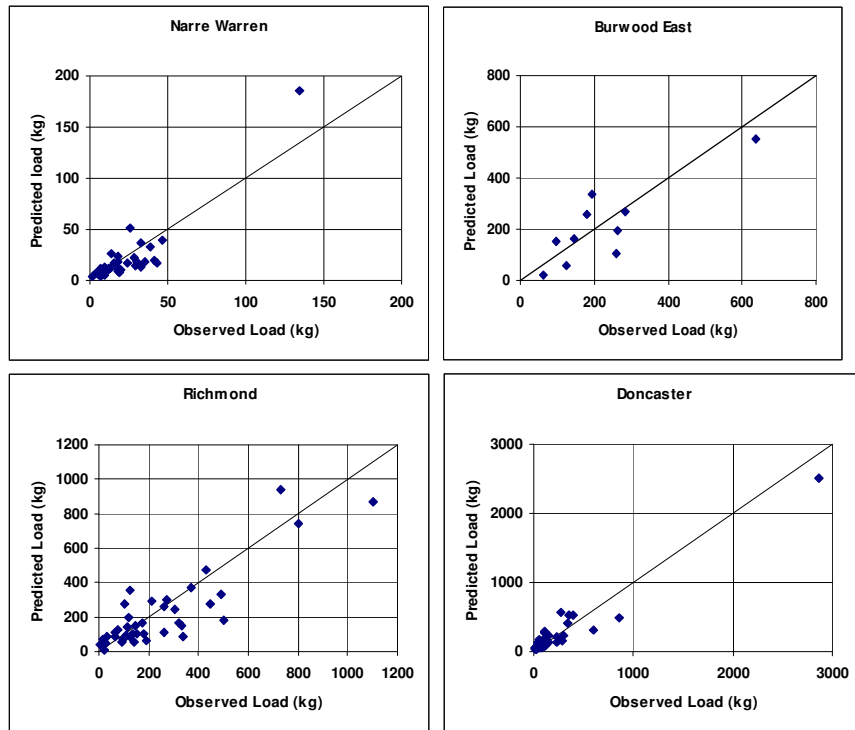 Narre Warren
Predicted load (kg)
200
150
100
50
0
0 50 100 150 200
Observed Load (kg)
Burwood East
Predicted Load (kg)
800
600
400
200
0
0 200 400 600 800
Observed Load (kg)
Richmond
Predicted Load (kg)
1200
1000
800
600
400
200
0
0 200 400 600 800 1000 1200
Observed Load (kg)
Doncaster
Predicted Load (kg)
3000
2000
1000
0
0 1000 2000 3000
Observed Load (kg)